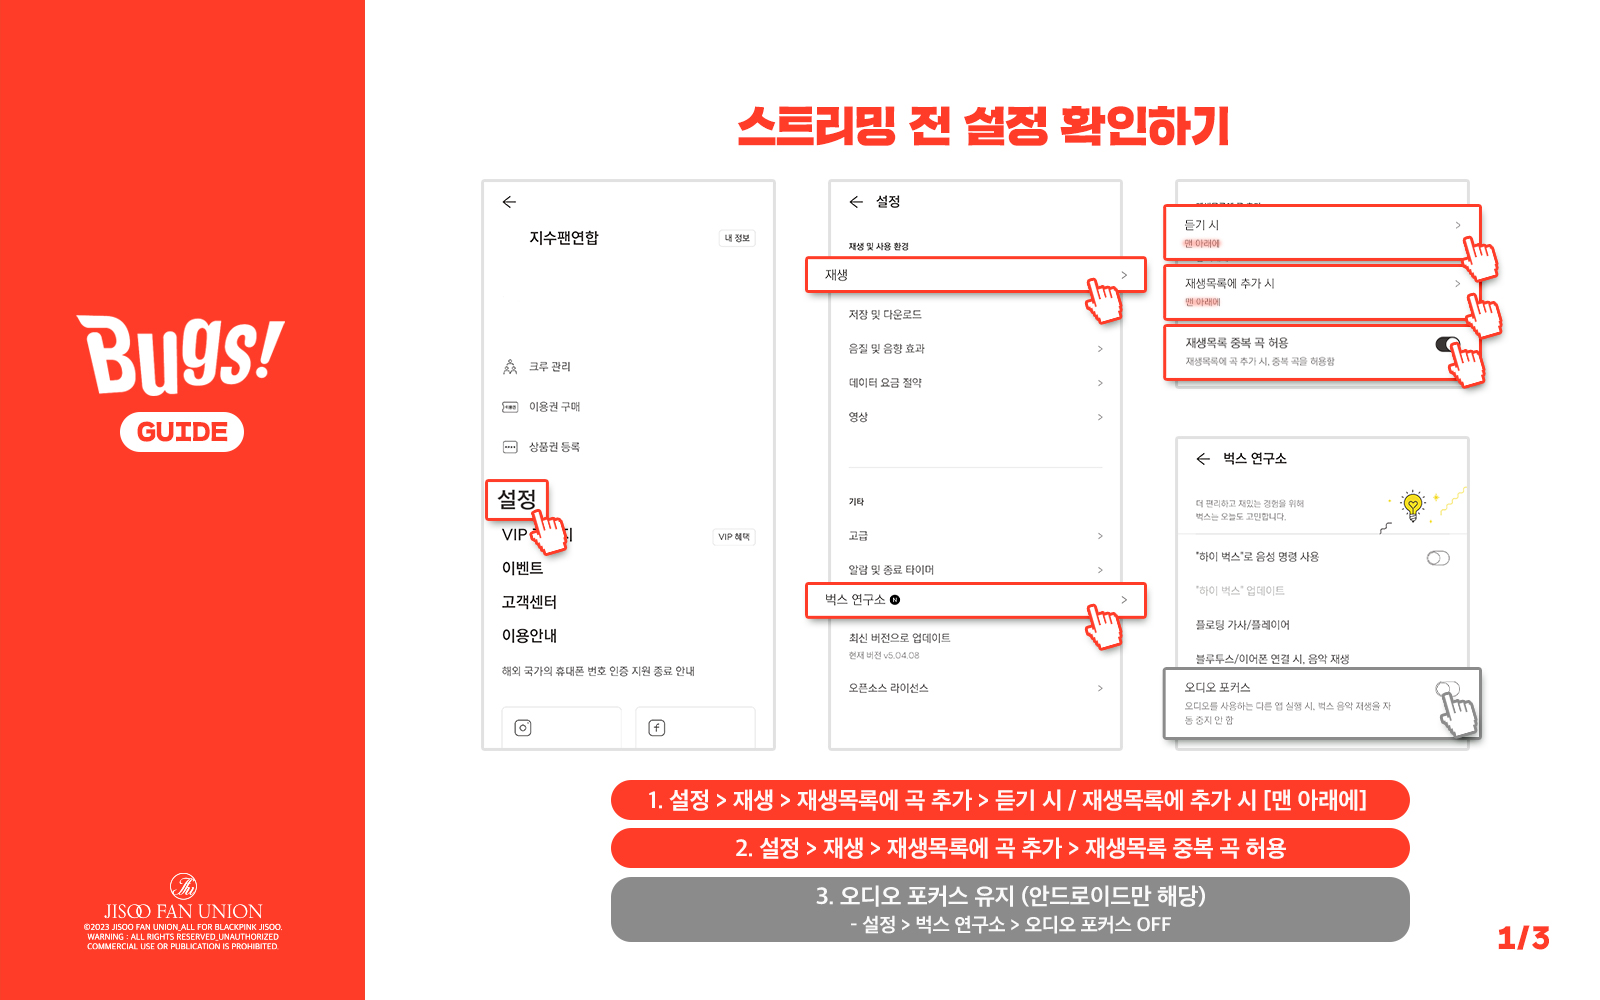 Bugs!
GUIDE
JISOO FAN UNION
©2023 JISOO FAN UNION_ALL FOR BLACKPINK JISOO.
WARNING : ALL RIGHTS RESERVED_UNAUTHORIZED
COMMERCIAL USE OR PUBLICATION IS PROHIBITED.
스트리밍 전 설정 확인하기
지수팬연합
내 정보
크루 관리
이용권 구매
상품권 등록
설정
VIP
VIP 혜택
이벤트
고객센터
이용안내
해외 국가의 휴대폰 번호 인증 지원 종료 안내
설정
재생 및 사용 환경
재생
저장 및 다운로드
음질 및 음향 효과
데이터 요금 절약
영상
기타
고급
알람 및 종료 타이머
벅스 연구소 N
최신 버전으로 업데이트
현재 버전 v5.04.08
오픈소스 라이선스
듣기 시
맨 아래에
재생목록에 추가 시
맨 아래에
재생목록 중복 곡 허용
재생목록에 곡 추가 시, 중복 곡을 허용함
벅스 연구소
더 편리하고 재밌는 경험을 위해
벅스는 오늘도 고민합니다.
"하이 벅스"로 음성 명령 사용
"하이 벅스" 업데이트
플로팅 가사/플레이어
블루투스/이어폰 연결 시, 음악 재생
오디오 포커스
오디오를 사용하는 다른 앱 실행 시, 벅스 음악 재생을 자
동 중지 안 함
1. 설정 > 재생 > 재생목록에 곡 추가 > 듣기 시 / 재생목록에 추가 시 [맨 아래에]
2. 설정 > 재생 > 재생목록에 곡 추가 > 재생목록 중복 곡 허용
3. 오디오 포커스 유지 (안드로이드만 해당)
- 설정 > 벅스 연구소 > 오디오 포커스 OFF
1/3